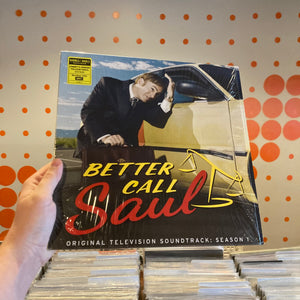 BETTER
CALL
Saul
ORIGINAL TELEVISION SOUNDTRACK: SEASON 1